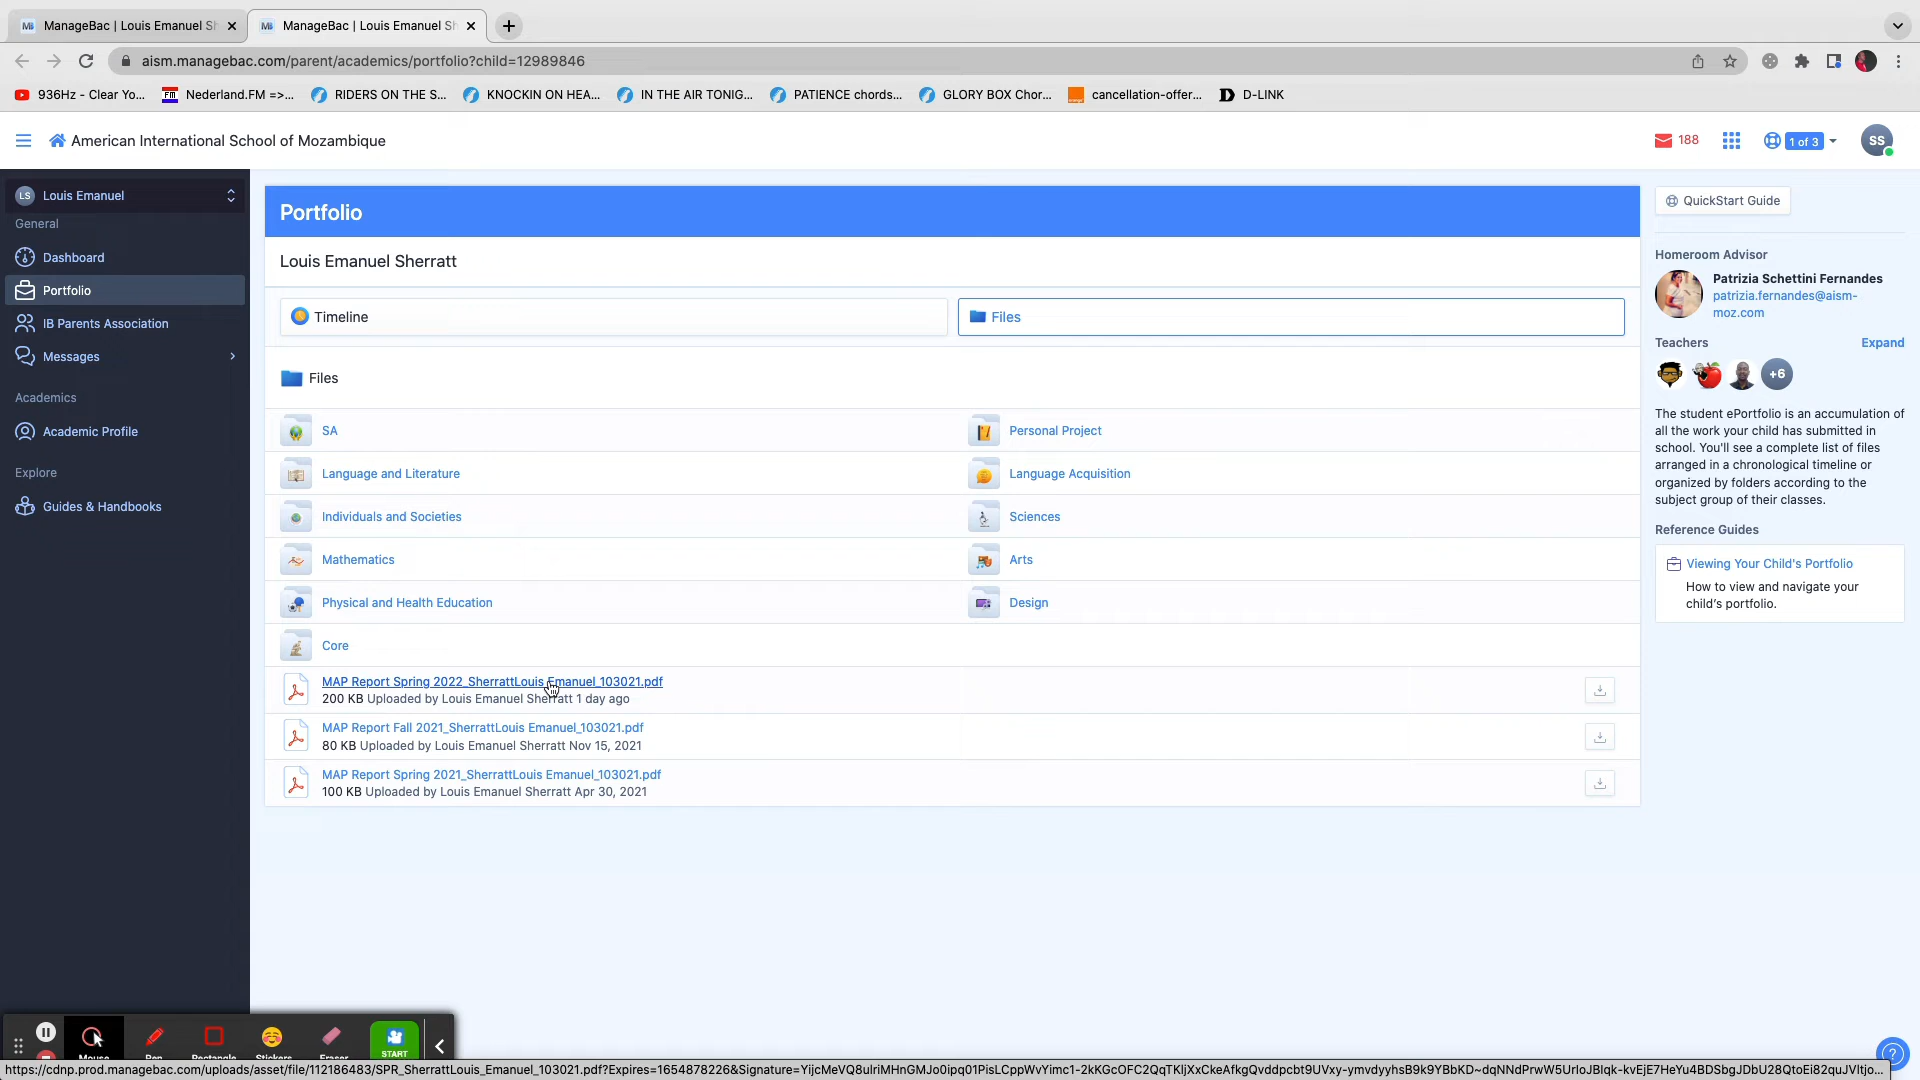 ManageBac | Louis Emanuel Sh
ManageBac | Louis Emanuel Sh
aism.managebac.com/parent/academics/portfolio?child=12989846
936Hz - Clear Yo...
Nederland.FM =>...
RIDERS ON THE S...
KNOCKIN ON HEA...
IN THE AIR TONIG...
PATIENCE chords...
GLORY BOX Chor...
cancellation-offer...
D-LINK
American International School of Mozambique
188
1 of 3
SS
LS Louis Emanuel
General
Dashboard
Portfolio
IB Parents Association
Messages
Academics
Academic Profile
Explore
Guides & Handbooks
Portfolio
Louis Emanuel Sherratt
Timeline
Files
Files
SA
Personal Project
Language and Literature
Language Acquisition
Individuals and Societies
Sciences
Mathematics
Arts
Physical and Health Education
Design
Core
MAP Report Spring 2022_SherrattLouis Emanuel_103021.pdf
200 KB Uploaded by Louis Emanuel Sherratt 1 day ago
MAP Report Fall 2021_SherrattLouis Emanuel_103021.pdf
80 KB Uploaded by Louis Emanuel Sherratt Nov 15, 2021
MAP Report Spring 2021_SherrattLouis Emanuel_103021.pdf
100 KB Uploaded by Louis Emanuel Sherratt Apr 30, 2021
QuickStart Guide
Homeroom Advisor
Patrizia Schettini Fernandes
patrizia.fernandes@aism-
moz.com
Teachers
Expand
+6
The student ePortfolio is an accumulation of
all the work your child has submitted in
school. You'll see a complete list of files
arranged in a chronological timeline or
organized by folders according to the
subject group of their classes.
Reference Guides
Viewing Your Child's Portfolio
How to view and navigate your
child's portfolio.
Mouse
Pen
Rectangle
Stickers
Eraser
START